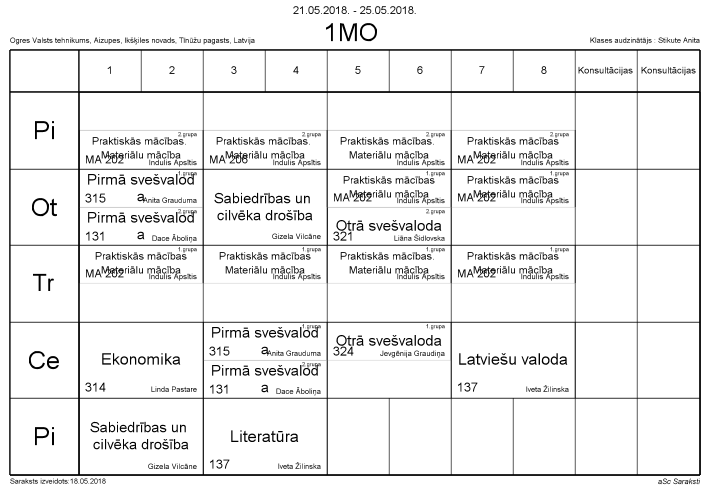 21.05.2018. - 25.05.2018.
1MO
Ogres Valsts tehnikums, Aizupes, Ikšķiles novads, Tīnūžu pagasts, Latvija
Klases audzinātājs : Stikute Anita
1 2 3 4 5 6 7 8 Konsultācijas Konsultācijas
Pi
2.grupa 2.grupa 2.grupa 2.grupa
Praktiskās mācības. Praktiskās mācības. Praktiskās mācības. Praktiskās mācības
Materiālu mācība Materiālu mācība Materiālu mācība Materiālu mācība
MA 202 Indulis Apsītis MA 206 Indulis Apsītis Indulis Apsītis MA 202 Indulis Apsītis
Ot
1.grupa
Pirmā svešvalod
a
315 Anita Grauduma
2.grupa
Pirmā svešvalod
a
131 Dace Āboliņa
Sabiedrības un
cilvēka drošība
Gizela Vilcāne
1.grupa 1.grupa
Praktiskās mācības Praktiskās mācības
Materiālu mācība Materiālu mācība
MA 202 Indulis Apsītis MA 202 Indulis Apsītis
2.grupa
Otrā svešvaloda
321 Liāna Šidlovska
Tr
1.grupa 1.grupa 1.grupa 1.grupa
Praktiskās mācības Praktiskās mācības Praktiskās mācības Praktiskās mācības
Materiālu mācība Materiālu mācība Materiālu mācība Materiālu mācība
MA 202 Indulis Apsītis Indulis Apsītis Indulis Apsītis MA 202 Indulis Apsītis
Ce
Ekonomika
314 Linda Pastare
1.grupa
Pirmā svešvalod
a
315 Anita Grauduma
2.grupa
Pirmā svešvalod
a
131 Dace Āboliņa
1.grupa
Otrā svešvaloda
324 Jevgēnija Graudiņa
Latviešu valoda
137 Iveta Žilinska
Pi
Sabiedrības un
cilvēka drošība
Gizela Vilcāne
Literatūra
137 Iveta Žilinska
Saraksts izveidots:18.05.2018
aSc Saraksti